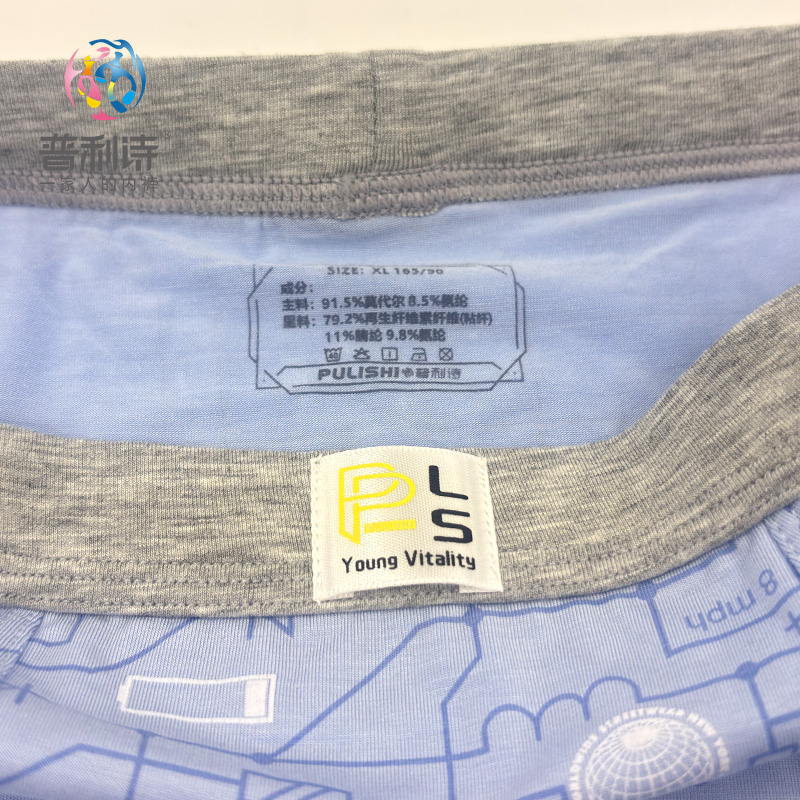 普利诗
一家人的内裤
SIZE: XL 165/96
成分:
主料: 91.5%莫代尔 8.5%氨纶
里料: 79.2%再生纤维素纤维(粘纤)
11%腈纶 9.8%氨纶
PULISHI 普利诗
LS
Young Vitality
8 mph